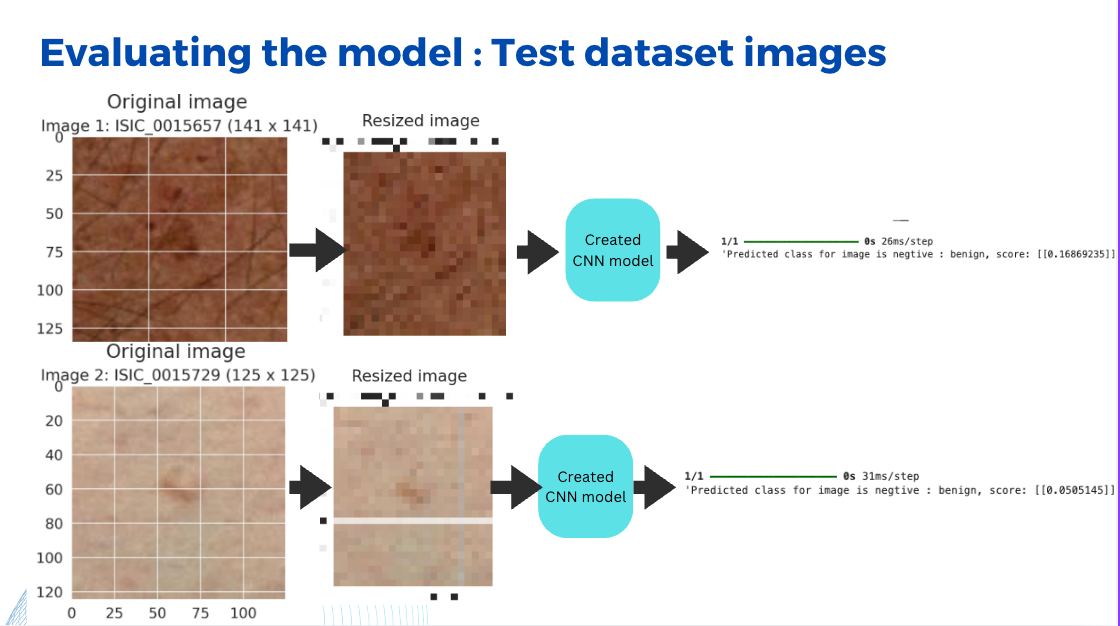 Evaluating the model : Test dataset images
Original image
Image 1: ISIC_0015657 (141 x 141)
0
25
50
75
100
125
Resized image
Created
CNN model
1/1 0s 26ms/step
'Predicted class for image is negtive : benign, score: [[0.16869235]]
Original image
Image 2: ISIC_0015729 (125 x 125)
0
20
40
60
80
100
120
0 25 50 75 100
Resized image
Created
CNN model
1/1 0s 31ms/step
'Predicted class for image is negtive : benign, score: [[0.0505145]]